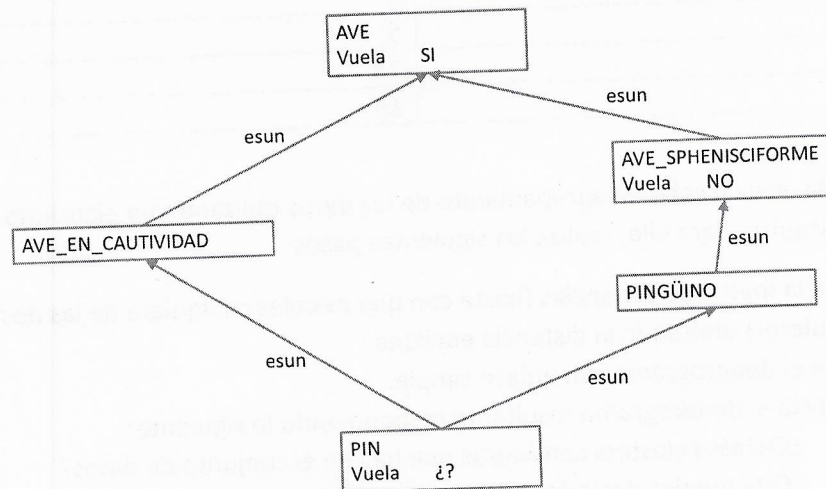 AVE
Vuela SI
esun
esun
AVE_SPHENISCIFORME
Vuela NO
AVE_EN_CAUTIVIDAD
esun
PINGÜINO
esun
esun
PIN
Vuela ¿?